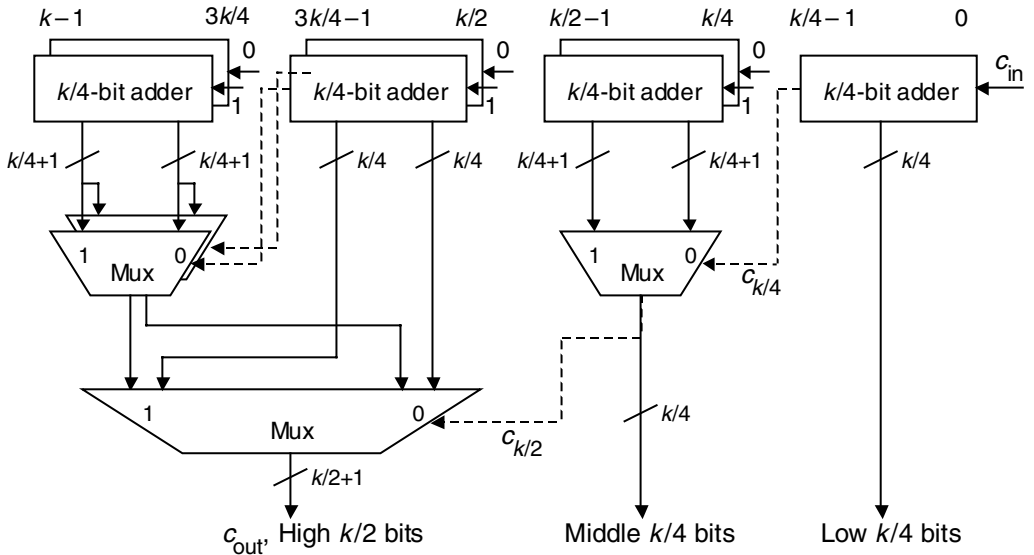 k−1 3k/4 3k/4−1 k/2 k/2−1 k/4 k/4−1 0
0 0 0
k/4-bit adder k/4-bit adder k/4-bit adder k/4-bit adder c_in
1 1 1
k/4+1 k/4+1 k/4 k/4 k/4+1 k/4+1 k/4
1 0 1 0
Mux Mux
c_k/4
1 0
Mux
k/4
c_k/2
k/2+1
c_out, High k/2 bits Middle k/4 bits Low k/4 bits